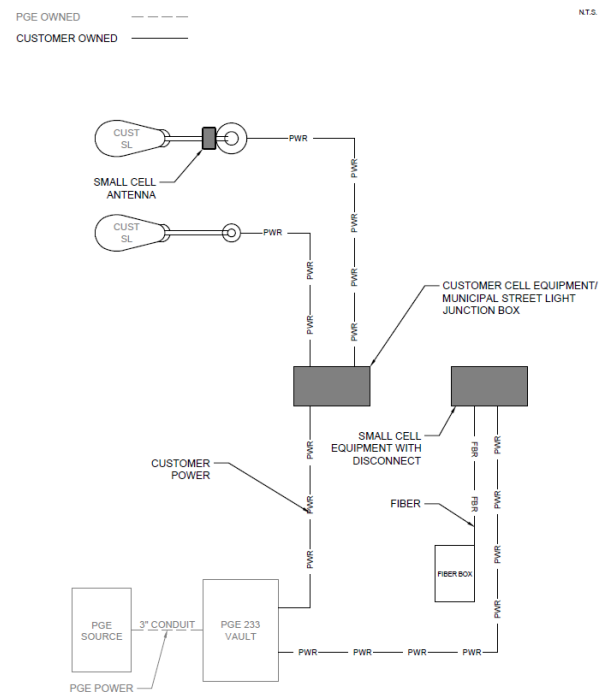 PGE OWNED
N.T.S.
CUSTOMER OWNED
CUST
SL
PWR
PWR
SMALL CELL
ANTENNA
PWR
CUST
SL
PWR
PWR
PWR
CUSTOMER CELL EQUIPMENT/
MUNICIPAL STREET LIGHT
JUNCTION BOX
PWR
PWR
SMALL CELL
EQUIPMENT WITH
DISCONNECT
PWR
FBR
PWR
CUSTOMER
POWER
FBR
PWR
FIBER
PWR
PWR
PWR
FIBER BOX
PWR
PGE
SOURCE
3" CONDUIT
PGE 233
VAULT
PWR
PWR
PWR
PWR
PGE POWER